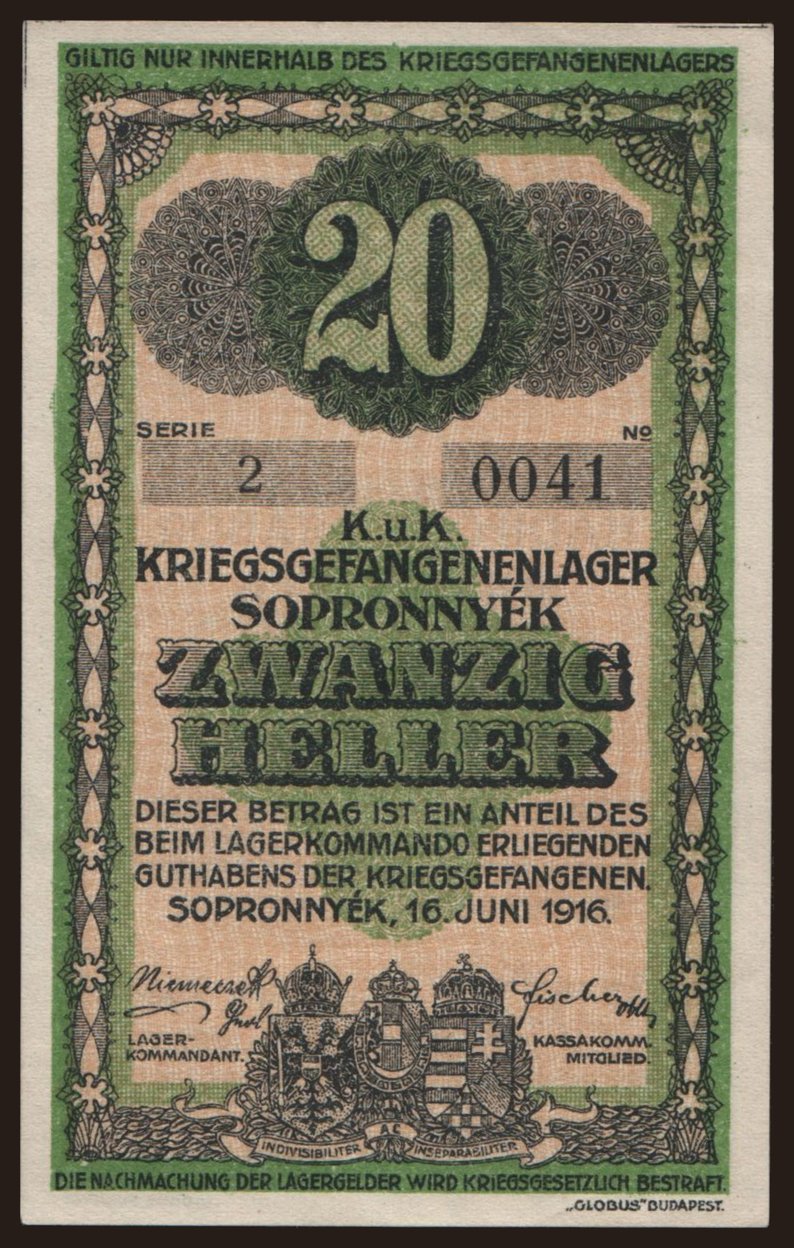 GILTIG NUR INNERHALB DES KRIEGSGEFANGENENLAGERS
20
SERIE Nº
2 0041
K.u.K.
KRIEGSGEFANGENENLAGER
SOPRONNYÉK
ZWANZIG
HELLER
DIESER BETRAG IST EIN ANTEIL DES
BEIM LAGERKOMMANDO ERLIEGENDEN
GUTHABENS DER KRIEGSGEFANGENEN.
SOPRONNYÉK, 16. JUNI 1916.
Fischer
LAGER-
KOMMANDANT.
KASSAKOMM.
MITGLIED.
INDIVISIBILITER AC INSEPARABILITER
DIE NACHMACHUNG DER LAGERGELDER WIRD KRIEGSGESETZLICH BESTRAFT.
„GLOBUS" BUDAPEST.